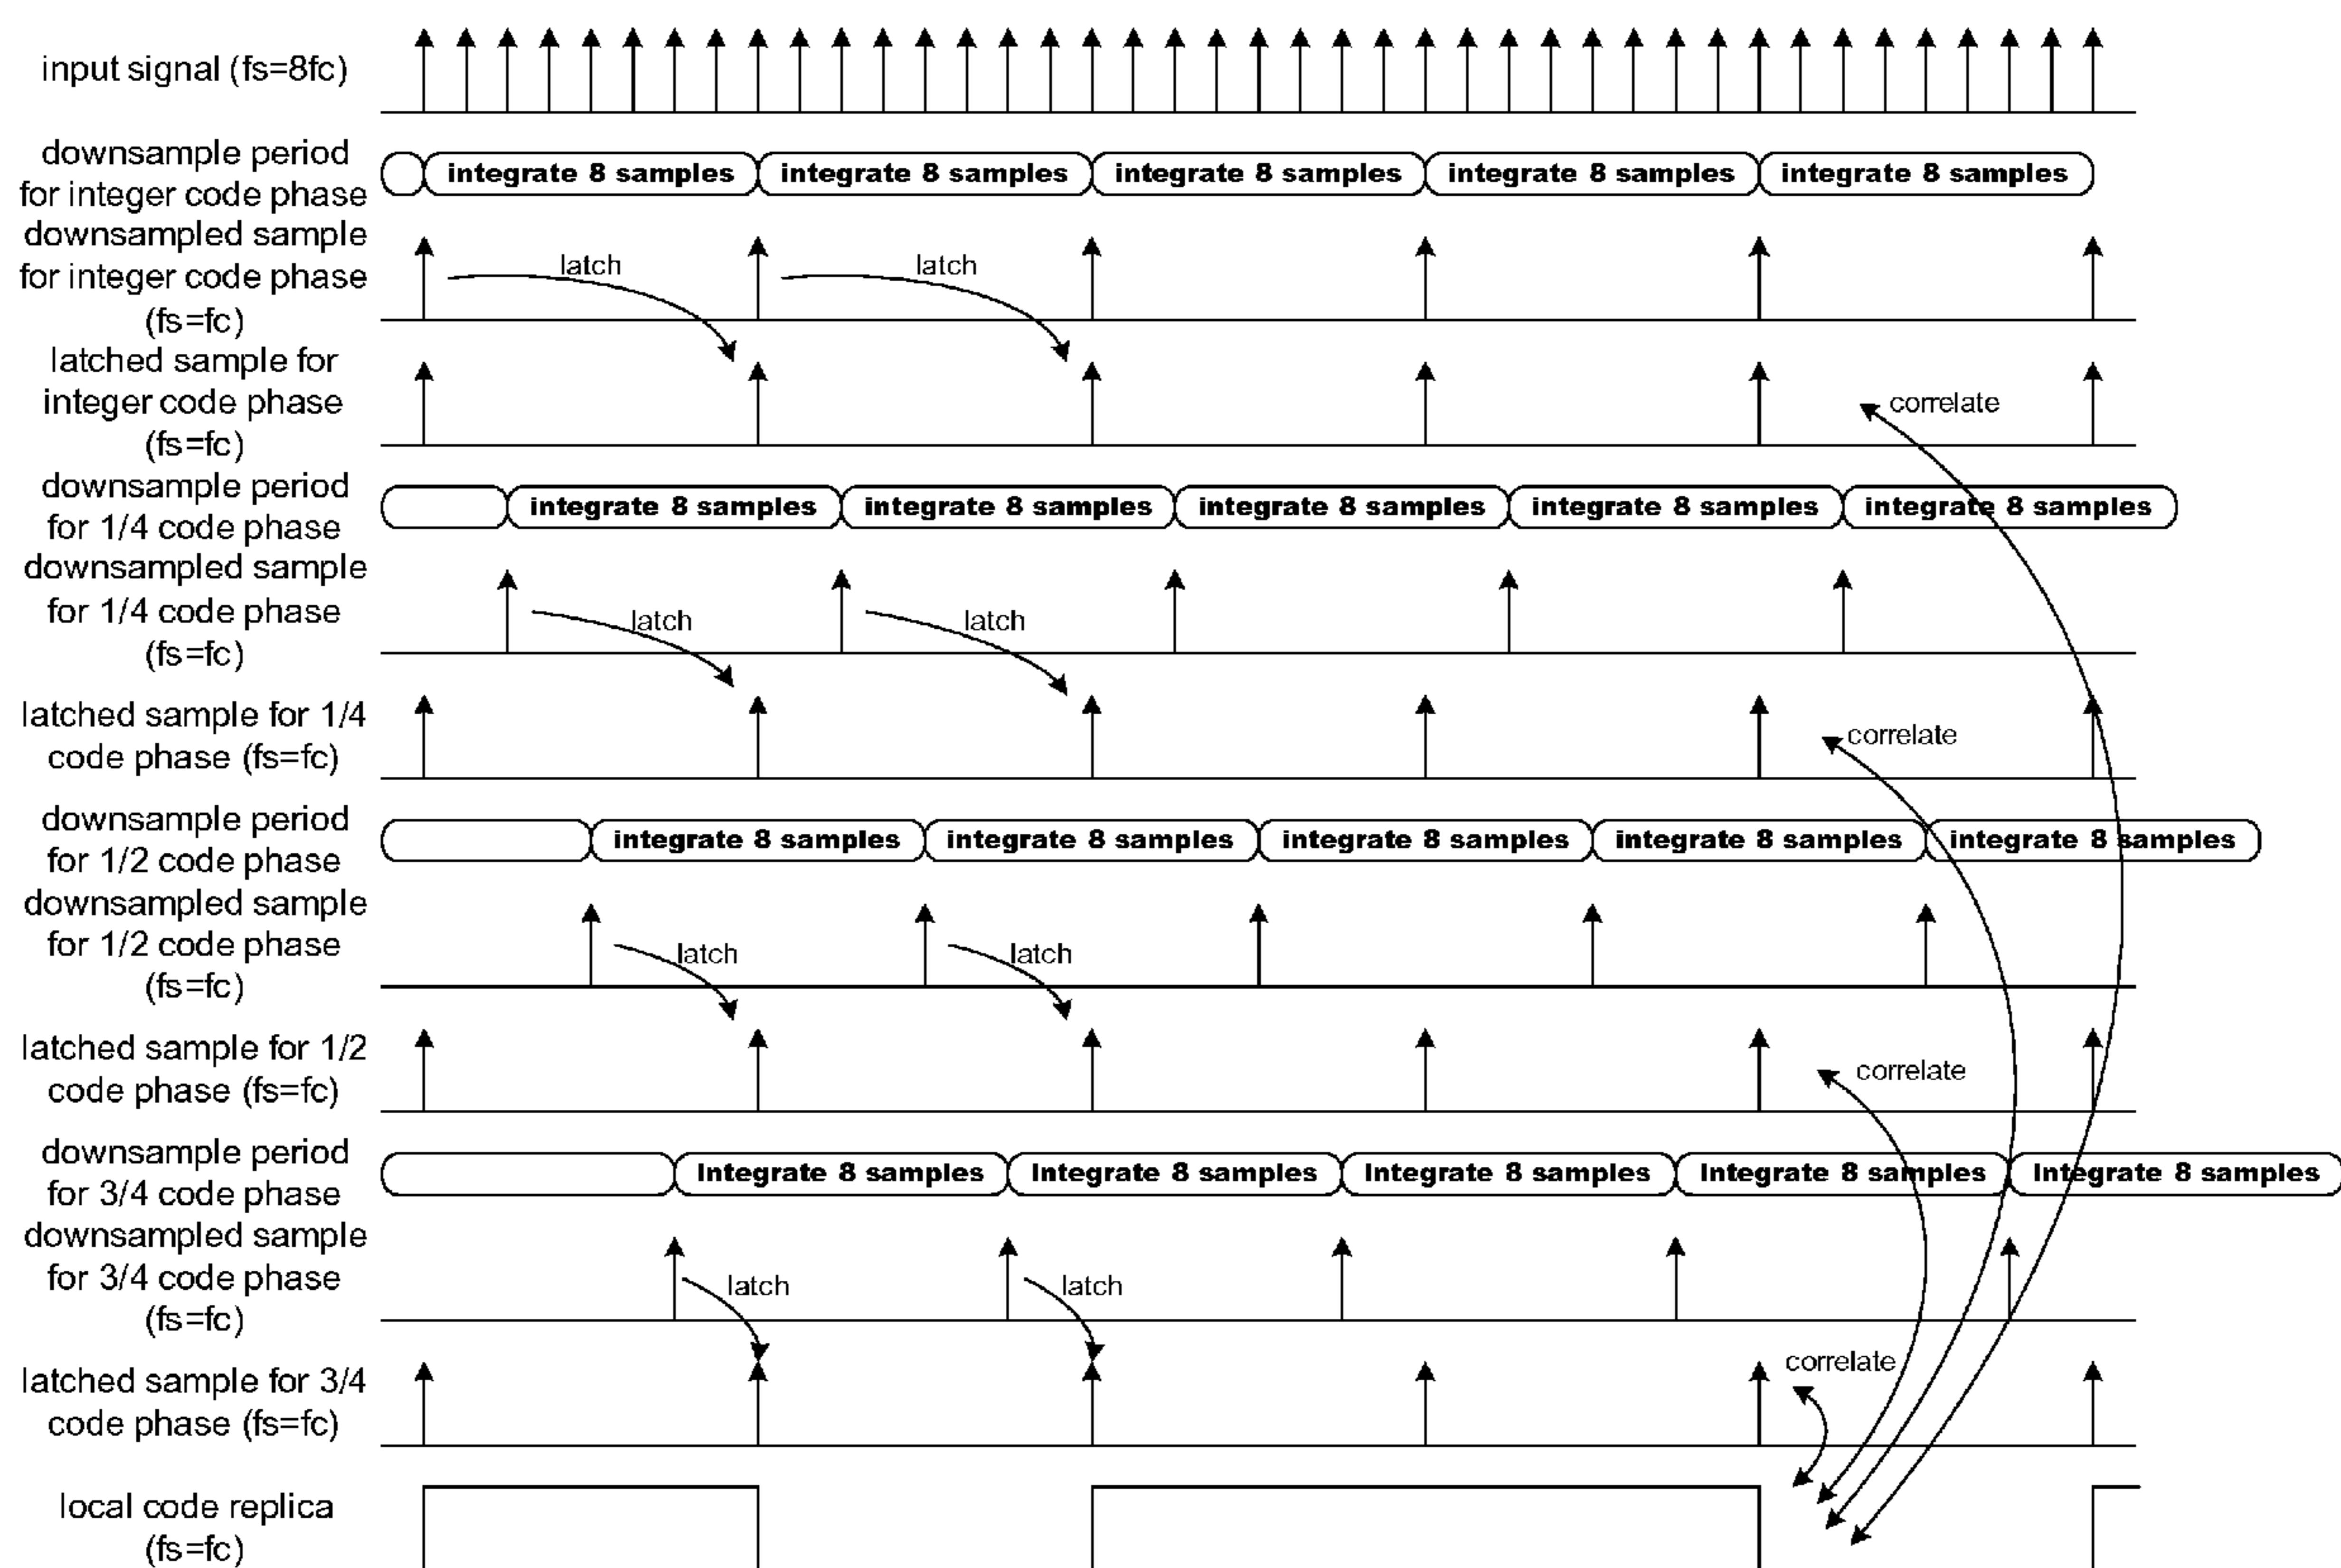 input signal (fs=8fc)
downsample period
for integer code phase
integrate 8 samples integrate 8 samples integrate 8 samples integrate 8 samples integrate 8 samples
downsampled sample
for integer code phase
(fs=fc)
latch latch
latched sample for
integer code phase
(fs=fc)
correlate
downsample period
for 1/4 code phase
integrate 8 samples integrate 8 samples integrate 8 samples integrate 8 samples integrate 8 samples
downsampled sample
for 1/4 code phase
(fs=fc)
latch latch
latched sample for 1/4
code phase (fs=fc)
correlate
downsample period
for 1/2 code phase
integrate 8 samples integrate 8 samples integrate 8 samples integrate 8 samples integrate 8 samples
downsampled sample
for 1/2 code phase
(fs=fc)
latch latch
latched sample for 1/2
code phase (fs=fc)
correlate
downsample period
for 3/4 code phase
Integrate 8 samples Integrate 8 samples Integrate 8 samples Integrate 8 samples Integrate 8 samples
downsampled sample
for 3/4 code phase
(fs=fc)
latch latch
latched sample for 3/4
code phase (fs=fc)
correlate
local code replica
(fs=fc)